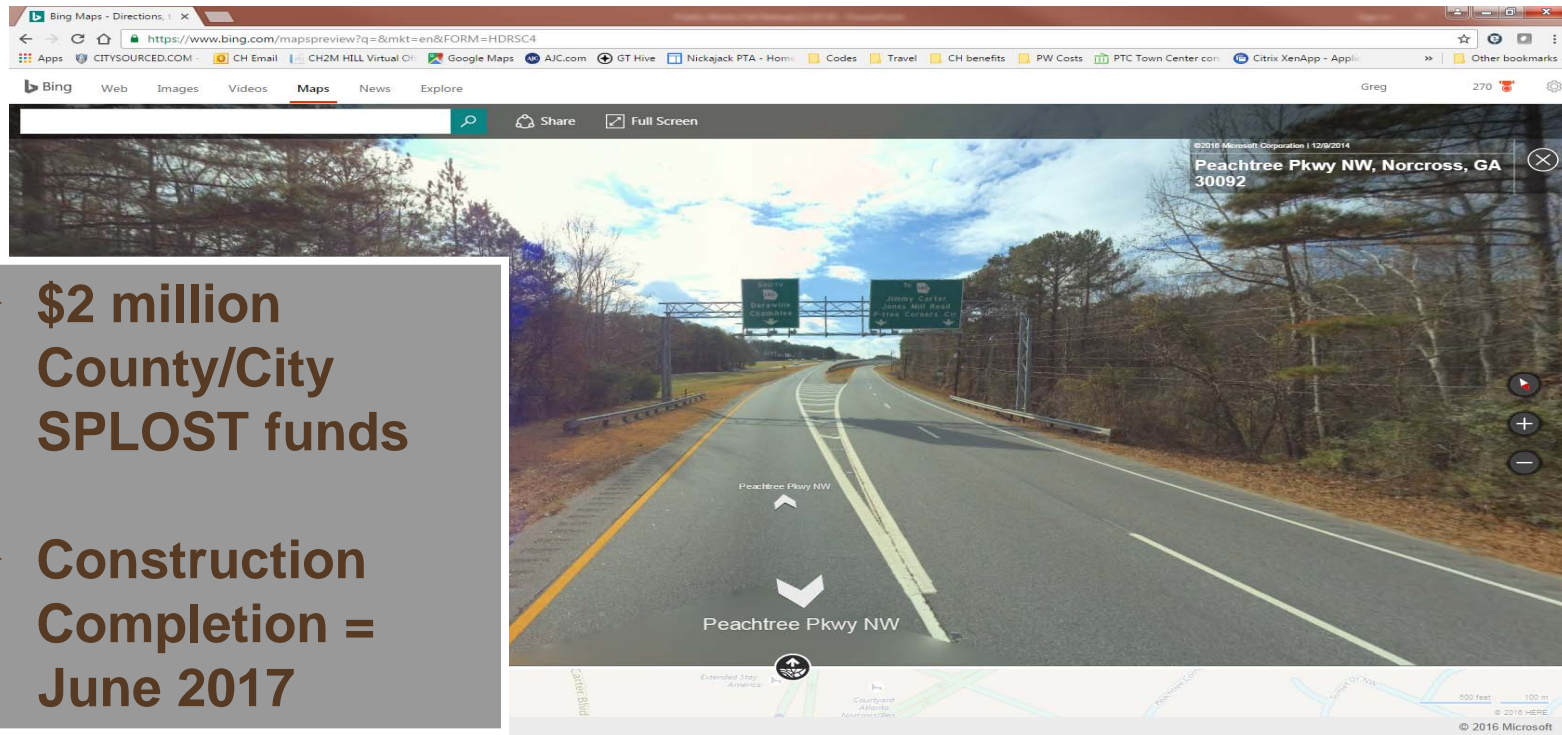 Bing Maps - Directions, t
https://www.bing.com/mapspreview?q=&mkt=en&FORM=HDRSC4
Apps CITYSOURCED.COM - CH Email CH2M HILL Virtual Of Google Maps AJC.com GT Hive Nickajack PTA - Home Codes Travel CH benefits PW Costs PTC Town Center con Citrix XenApp - Applic » Other bookmarks
Bing Web Images Videos Maps News Explore Greg 270
Share Full Screen
©2016 Microsoft Corporation | 12/9/2014
Peachtree Pkwy NW, Norcross, GA
30092
SOUTH
Doraville
Chamblee
TO
Jimmy Carter
Jones Mill Road
P-tree Corners Cir
$2 million
County/City
SPLOST funds
Construction
Completion =
June 2017
Peachtree Pkwy NW
Peachtree Pkwy NW
Carter Blvd
Extended Stay
America
Courtyard
Atlanta
500 feet 100 m
© 2016 HERE
© 2016 Microsoft